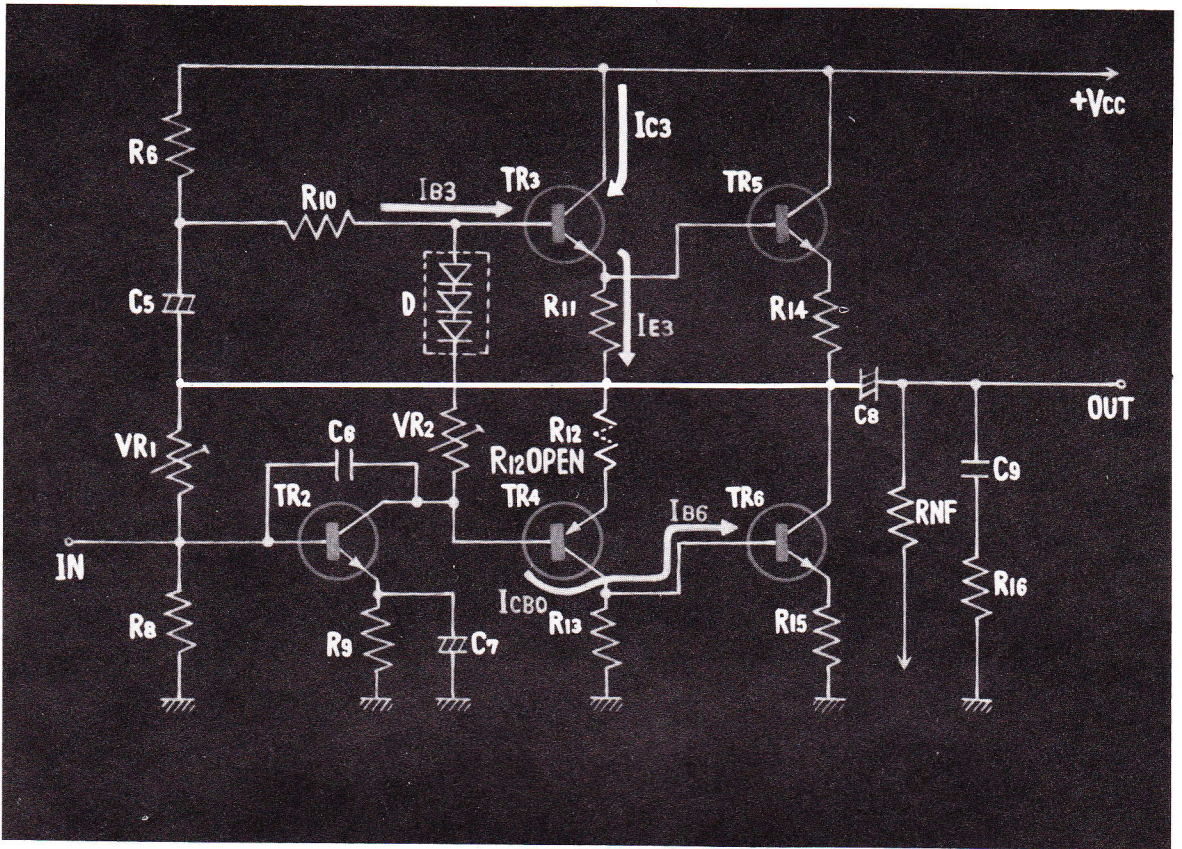 +VCC
IC3
R6
R10
IB3
TR3
TR5
C5
D
R11
IE3
R14
C8
OUT
VR1
C6
VR2
R12
R12OPEN
TR2
TR4
IB6
TR6
RNF
C9
IN
ICBO
R8
R9
C7
R13
R15
R16